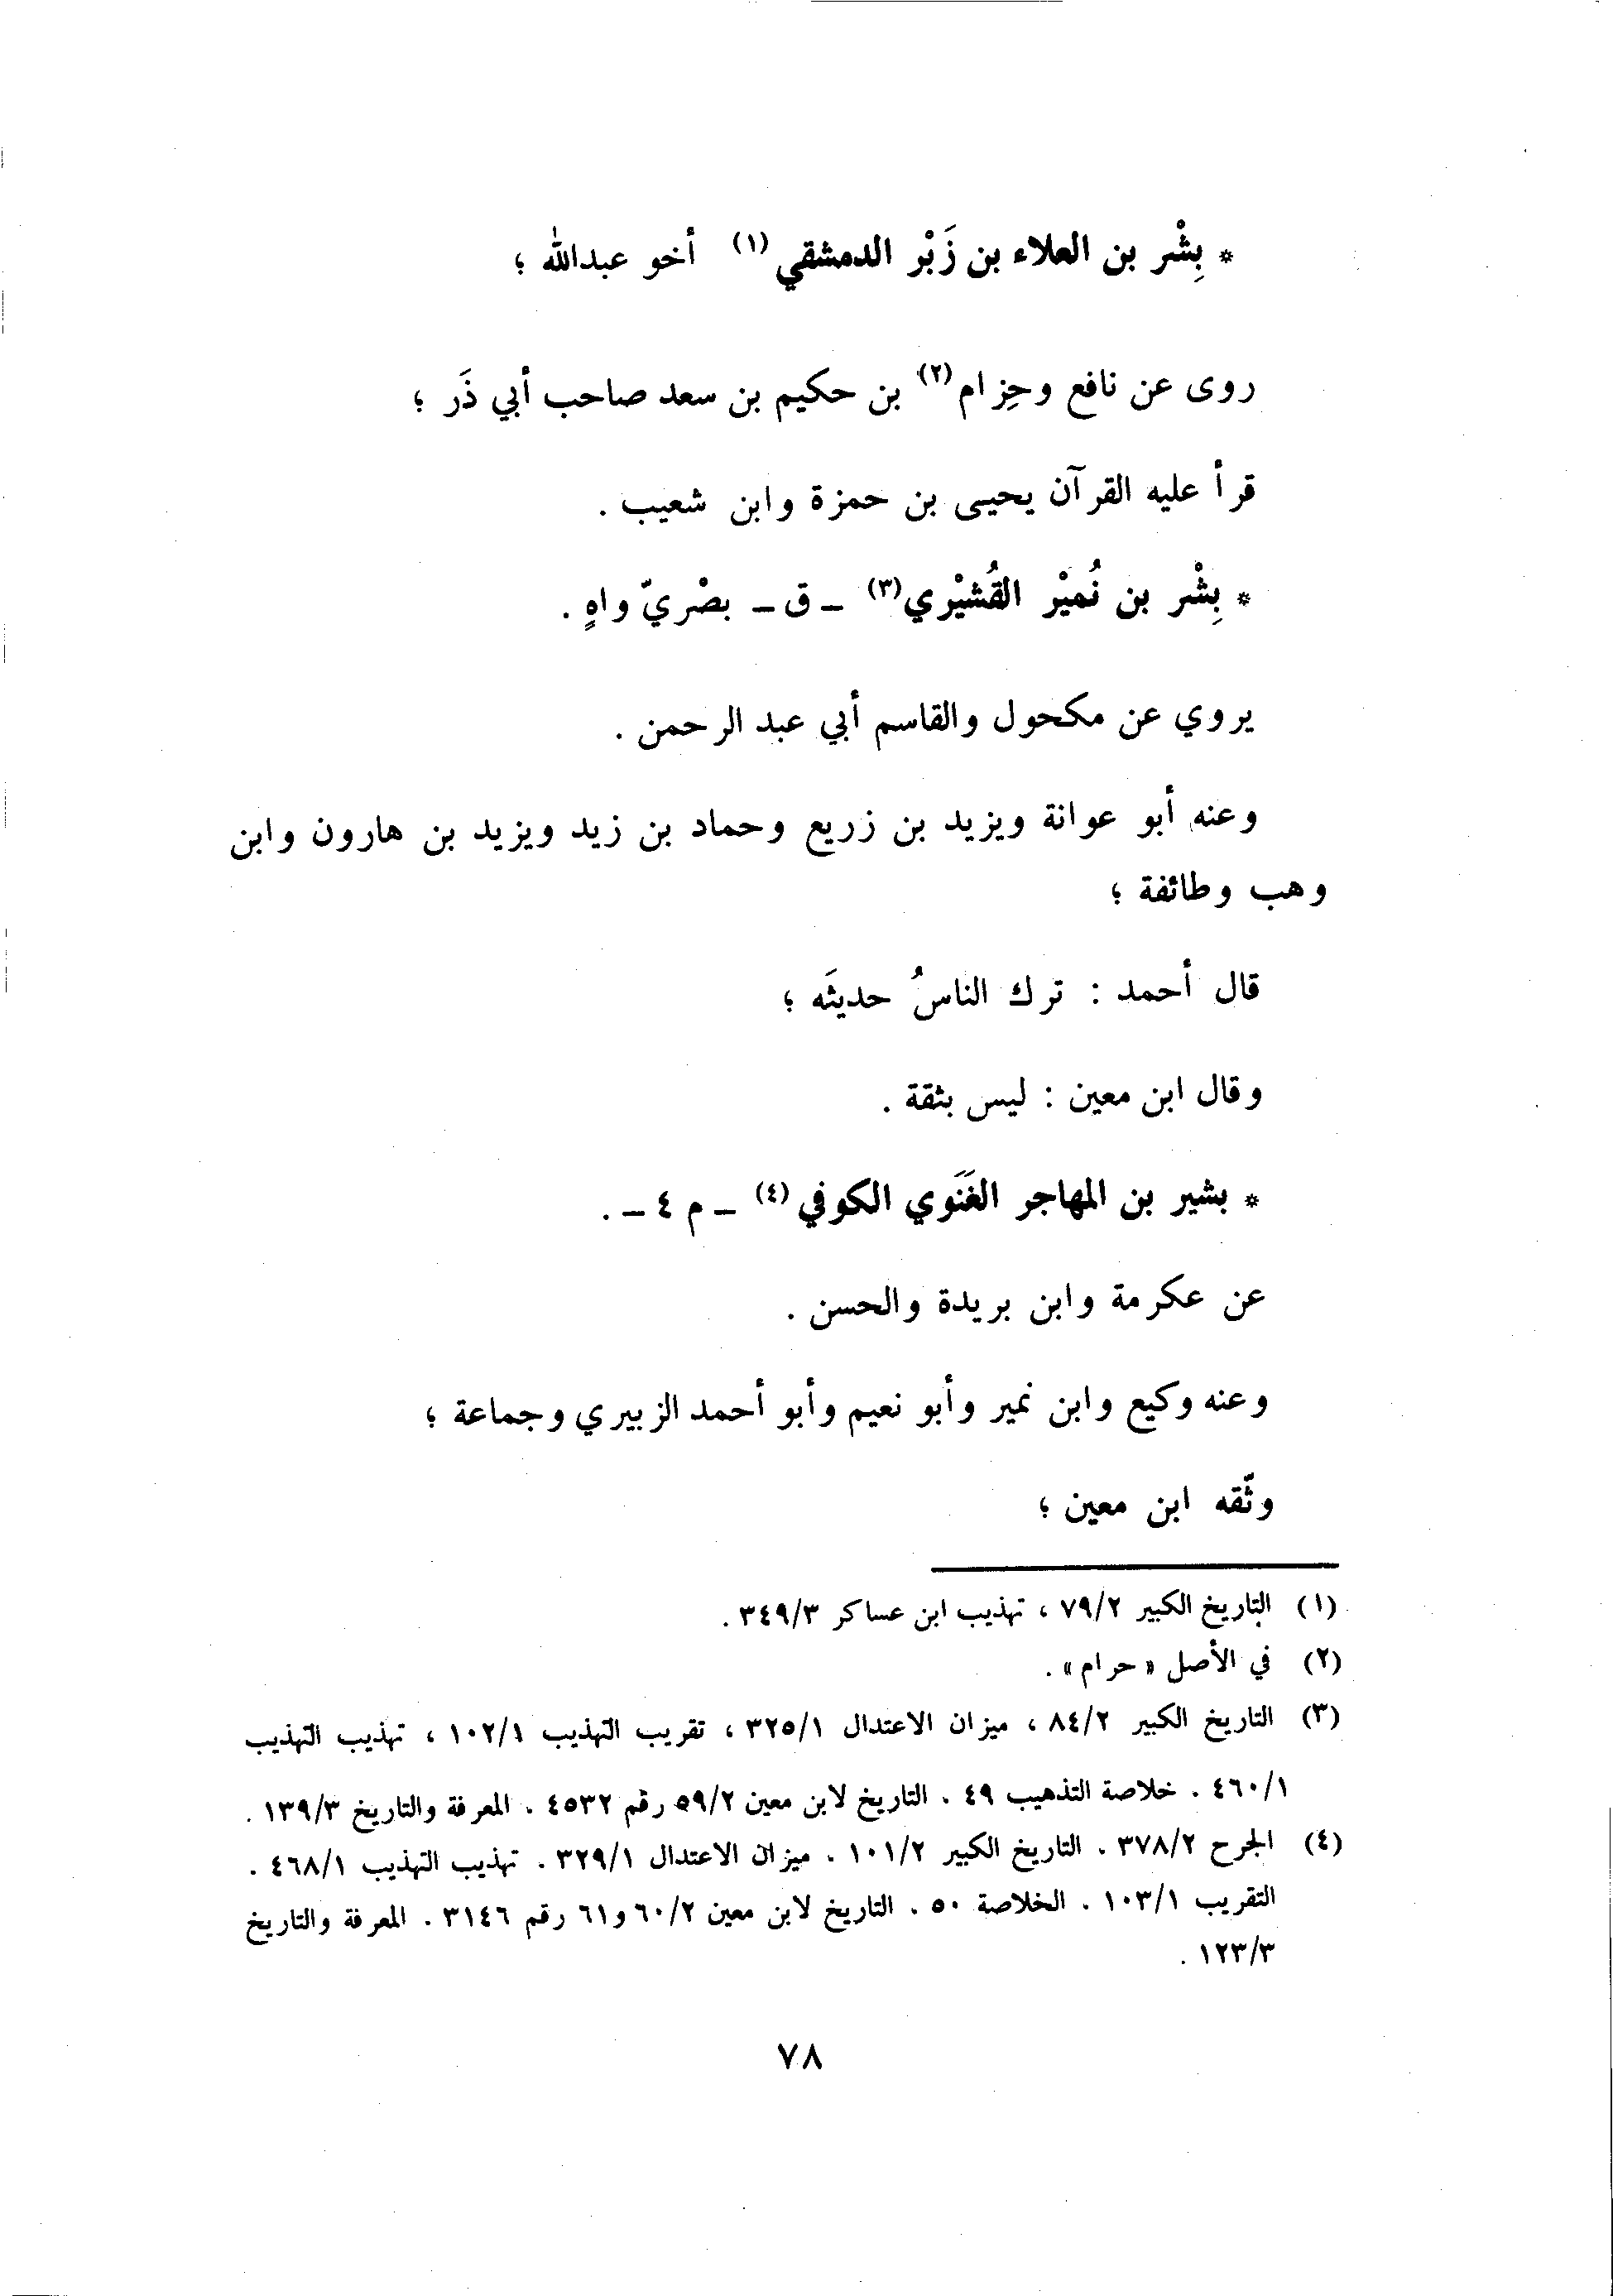 * بِشْر بن العلاء بن زَبْر الدمشقي (١) أخو عبدالله ؛
روى عن نافع وحِزام (٢) بن حكيم بن سعد صاحب أبي ذَر ؛
قرأ عليه القرآن يحيى بن حمزة وابن شعيب .
* بِشْر بن نُميْر القُشيْري (٣) ــ ق ــ بصْريّ واهٍ .
يروي عن مكحول والقاسم أبي عبد الرحمن .
وعنه أبو عوانة ويزيد بن زريع وحماد بن زيد ويزيد بن هارون وابن
وهب وطائفة ؛
قال أحمد : ترك الناسُ حديثَه ؛
وقال ابن معين : ليس بثقة .
* بشير بن المهاجر الغَنَوي الكوفي (٤) ــ م ٤ ــ .
عن عكرمة وابن بريدة والحسن .
وعنه وكيع وابن نمير وأبو نعيم وأبو أحمد الزبيري وجماعة ؛
وثّقه ابن معين ؛
(١) التاريخ الكبير ٧٩/٢ ، تهذيب ابن عساكر ٣٤٩/٣ .
(٢) في الأصل « حرام » .
(٣) التاريخ الكبير ٨٤/٢ ، ميزان الاعتدال ٣٢٥/١ ، تقريب التهذيب ١٠٢/١ ، تهذيب التهذيب
٤٦٠/١ . خلاصة التذهيب ٤٩ . التاريخ لابن معين ٥٩/٢ رقم ٤٥٣٢ . المعرفة والتاريخ ١٣٩/٣ .
(٤) الجرح ٣٧٨/٢ . التاريخ الكبير ١٠١/٢ . ميزان الاعتدال ٣٢٩/١ . تهذيب التهذيب ٤٦٨/١ .
التقريب ١٠٣/١ . الخلاصة ٥٠ . التاريخ لابن معين ٦٠/٢ و٦١ رقم ٣١٤٦ . المعرفة والتاريخ
١٢٣/٣ .
٧٨